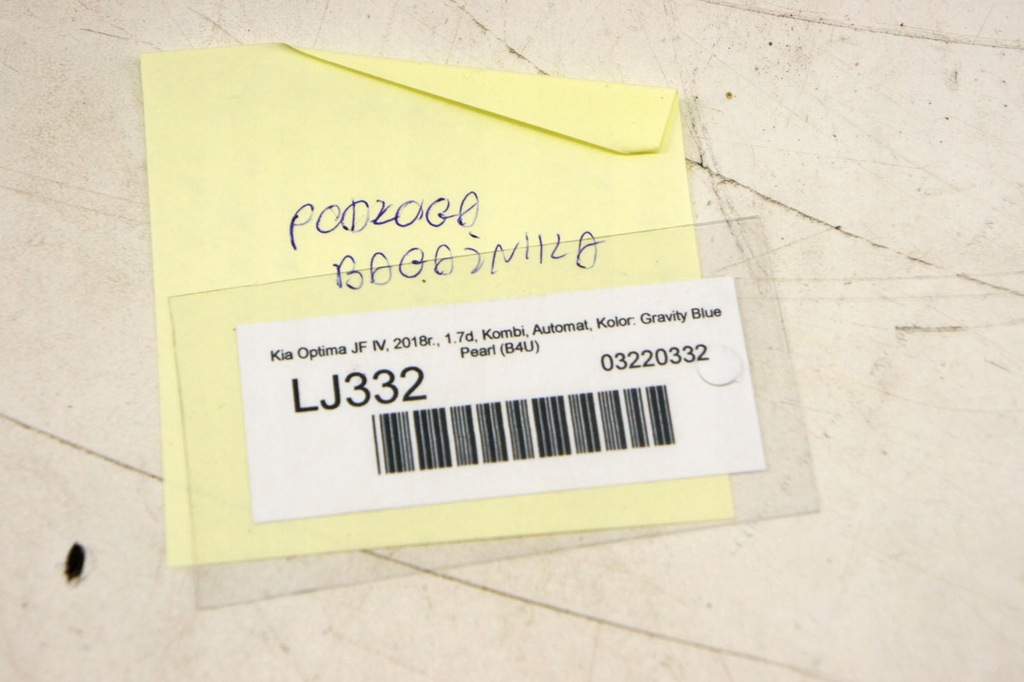 PODŁOGA
BAGAŻNIKA
Kia Optima JF IV, 2018r., 1.7d, Kombi, Automat, Kolor: Gravity Blue
Pearl (B4U)
LJ332
03220332